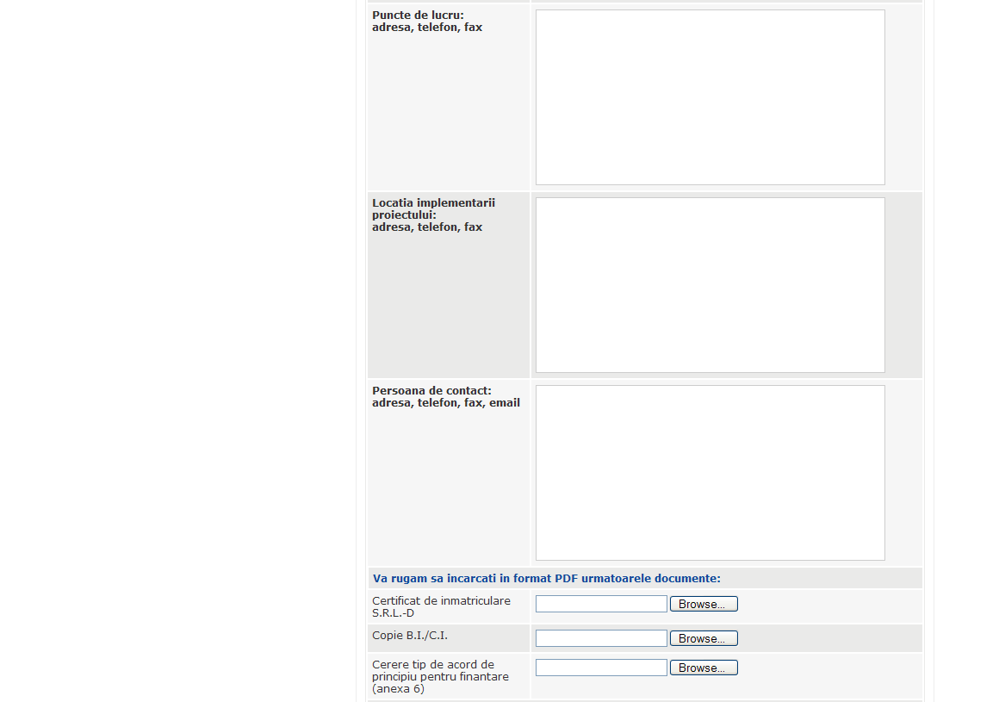 Puncte de lucru:
adresa, telefon, fax
Locatia implementarii
proiectului:
adresa, telefon, fax
Persoana de contact:
adresa, telefon, fax, email
Va rugam sa incarcati in format PDF urmatoarele documente:
Certificat de inmatriculare
S.R.L.-D
Browse...
Copie B.I./C.I.
Browse...
Cerere tip de acord de
principiu pentru finantare
(anexa 6)
Browse...